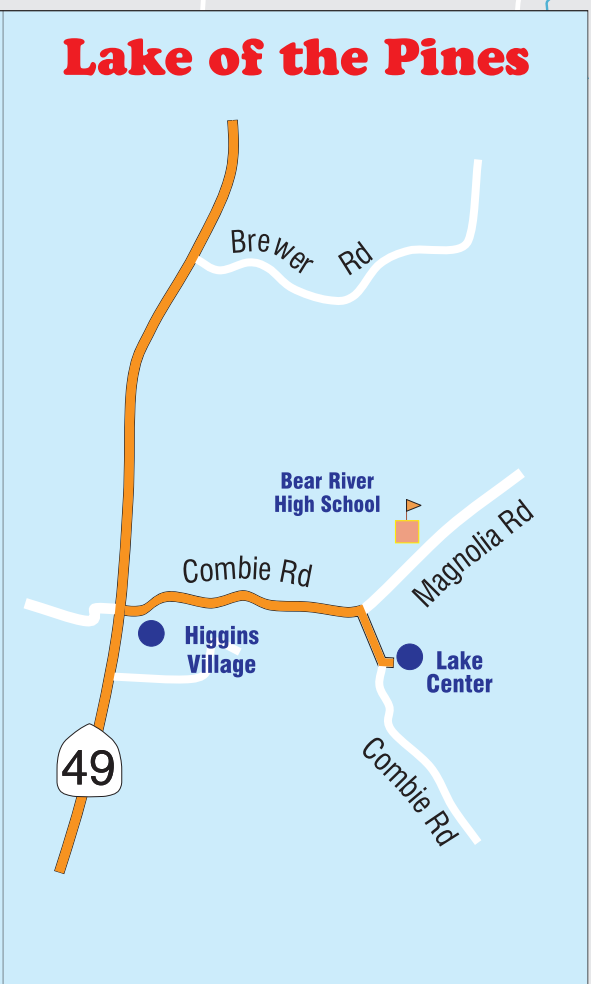 Lake of the Pines
Brewer Rd
Bear River
High School
Magnolia Rd
Combie Rd
Higgins
Village
Lake
Center
49
Combie Rd